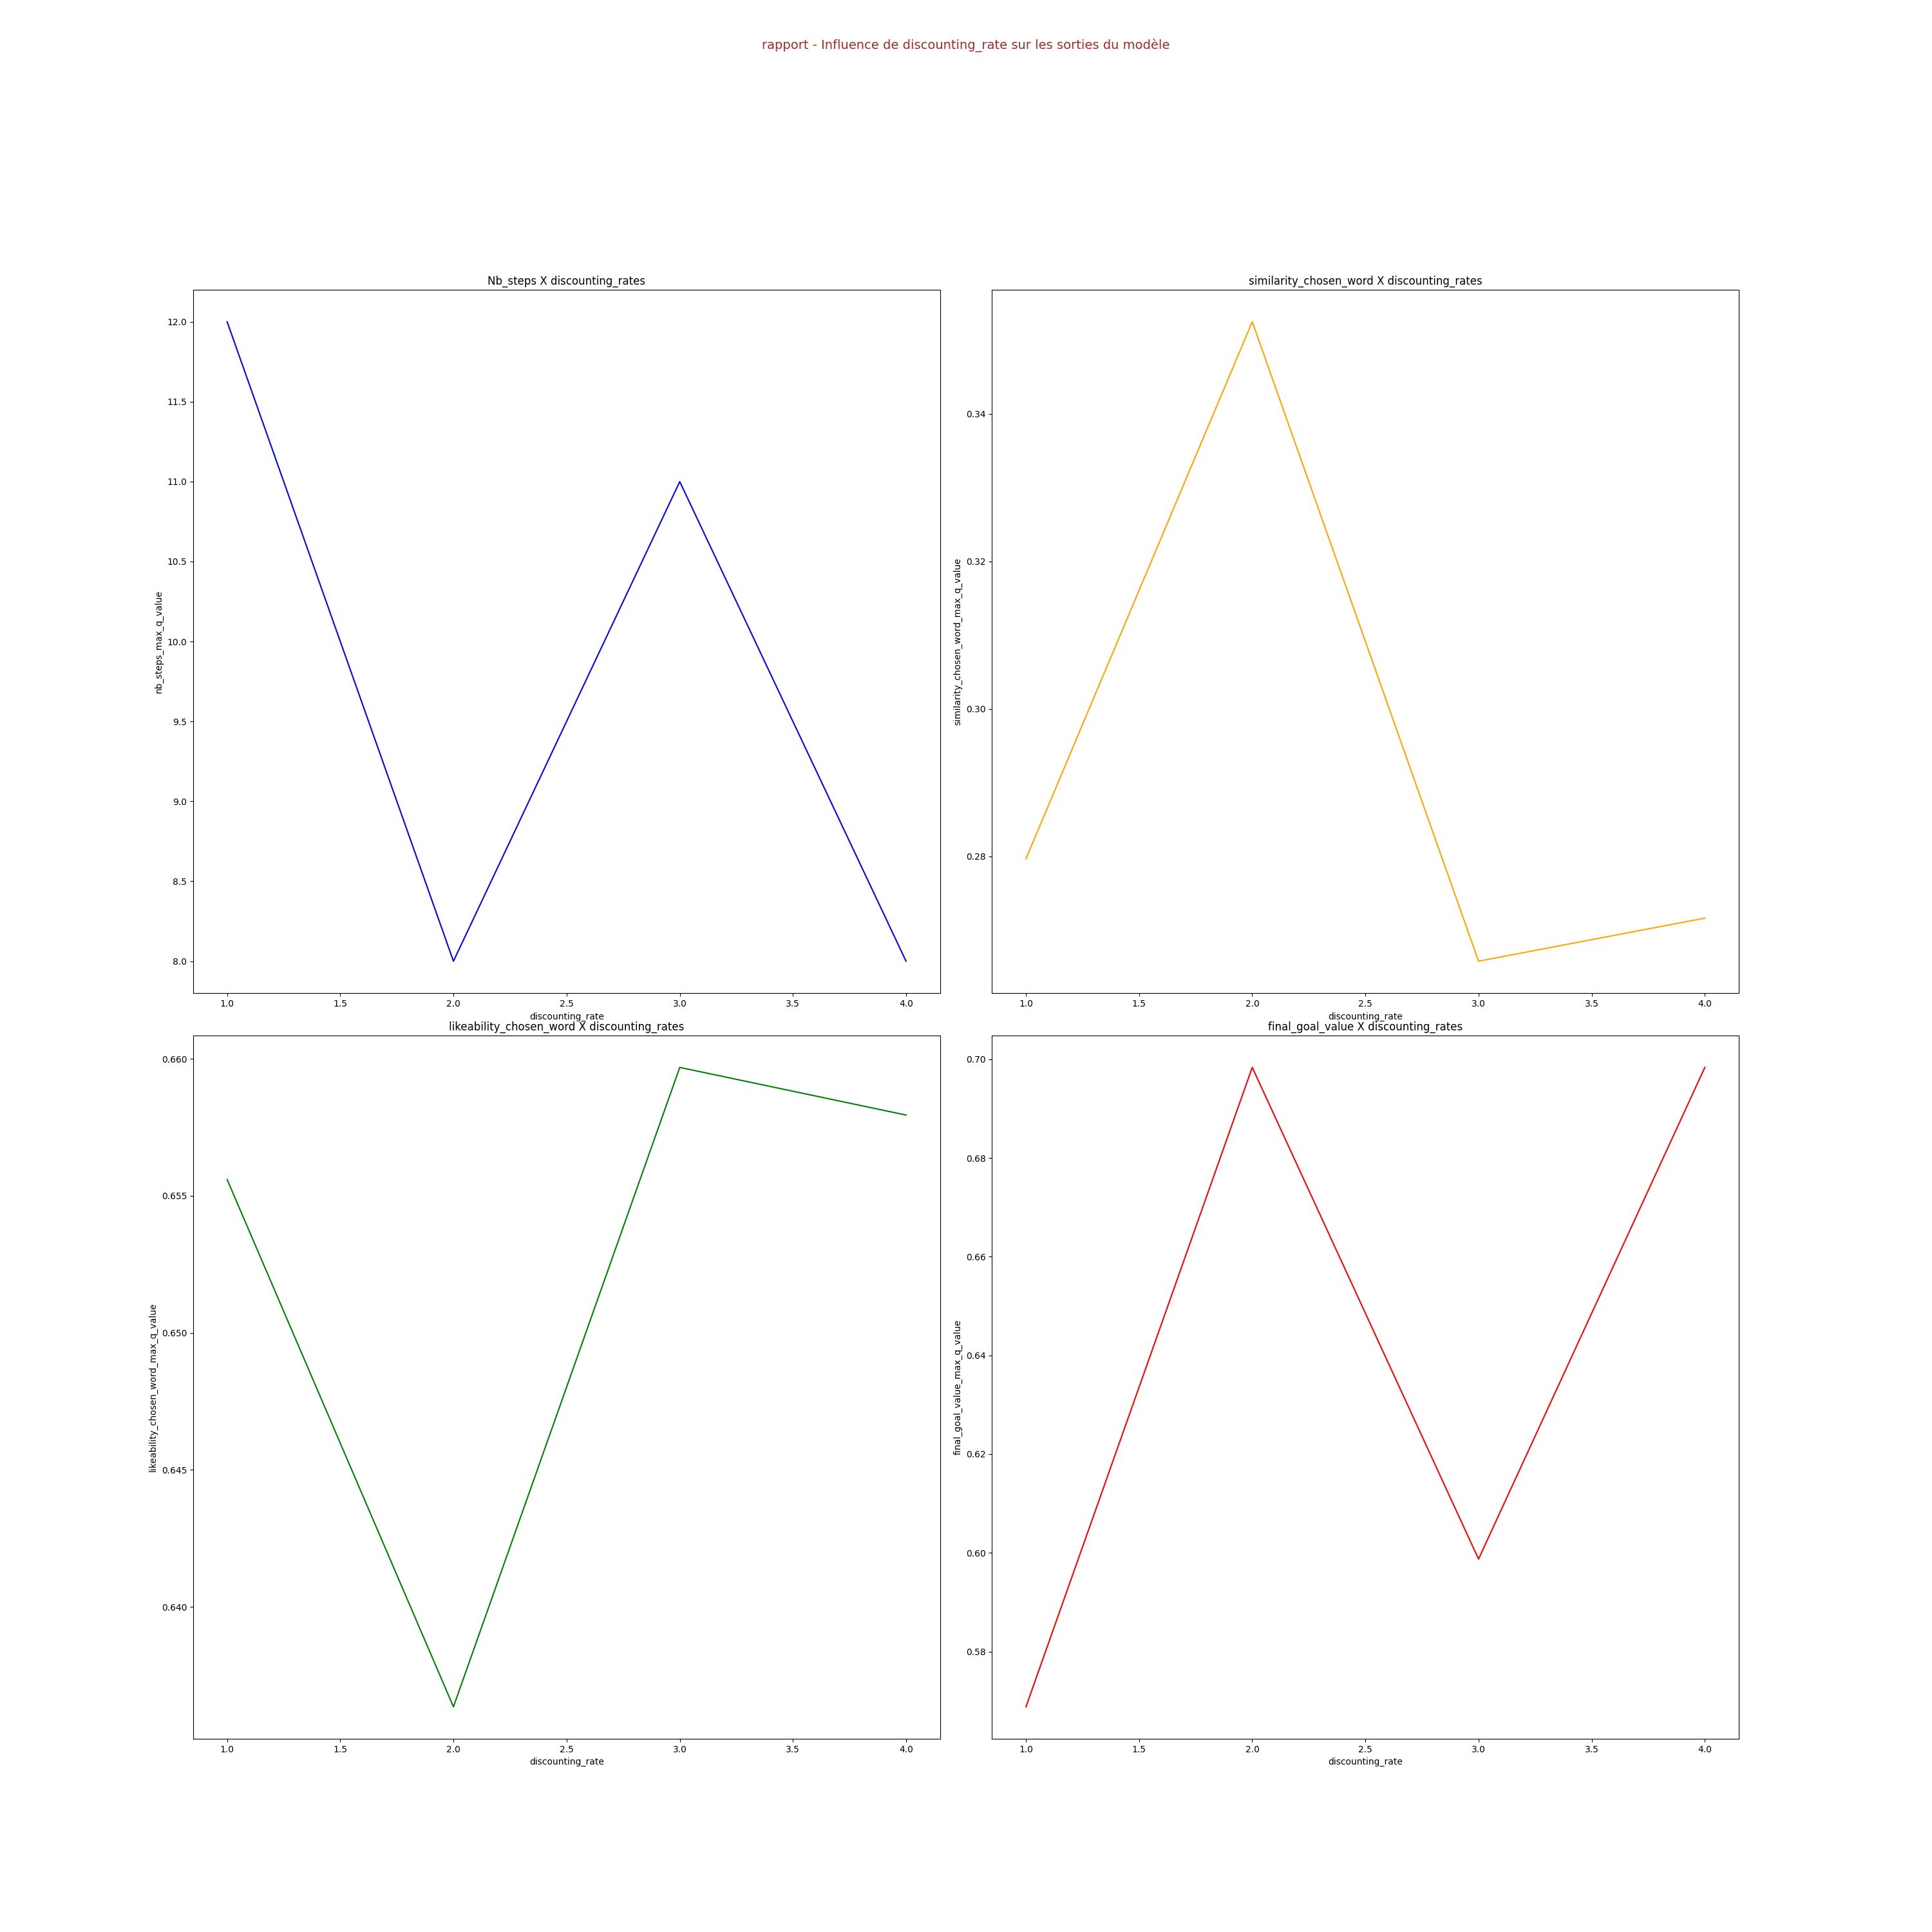 rapport - Influence de discounting_rate sur les sorties du modèle
Nb_steps X discounting_rates
12.0
11.5
11.0
10.5
10.0
9.5
9.0
8.5
8.0
nb_steps_max_q_value
1.0 1.5 2.0 2.5 3.0 3.5 4.0
discounting_rate
similarity_chosen_word X discounting_rates
0.34
0.32
0.30
0.28
similarity_chosen_word_max_q_value
1.0 1.5 2.0 2.5 3.0 3.5 4.0
discounting_rate
likeability_chosen_word X discounting_rates
0.660
0.655
0.650
0.645
0.640
likeability_chosen_word_max_q_value
1.0 1.5 2.0 2.5 3.0 3.5 4.0
discounting_rate
final_goal_value X discounting_rates
0.70
0.68
0.66
0.64
0.62
0.60
0.58
final_goal_value_max_q_value
1.0 1.5 2.0 2.5 3.0 3.5 4.0
discounting_rate